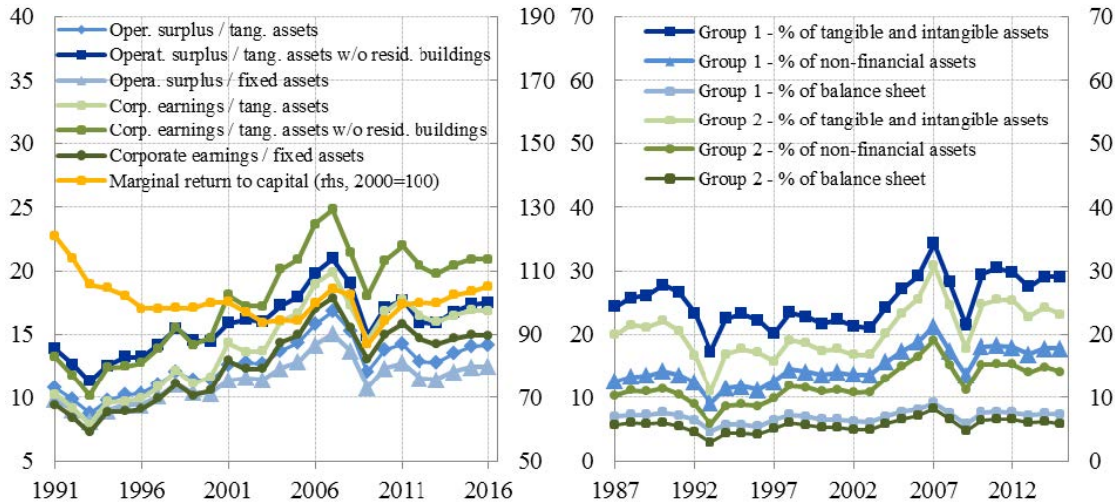 40
35
30
25
20
15
10
5
190
170
150
130
110
90
70
50
Oper. surplus / tang. assets
Operat. surplus / tang. assets w/o resid. buildings
Opera. surplus / fixed assets
Corp. earnings / tang. assets
Corp. earnings / tang. assets w/o resid. buildings
Corporate earnings / fixed assets
Marginal return to capital (rhs, 2000=100)
1991 1996 2001 2006 2011 2016
70
60
50
40
30
20
10
0
70
60
50
40
30
20
10
0
Group 1 - % of tangible and intangible assets
Group 1 - % of non-financial assets
Group 1 - % of balance sheet
Group 2 - % of tangible and intangible assets
Group 2 - % of non-financial assets
Group 2 - % of balance sheet
1987 1992 1997 2002 2007 2012